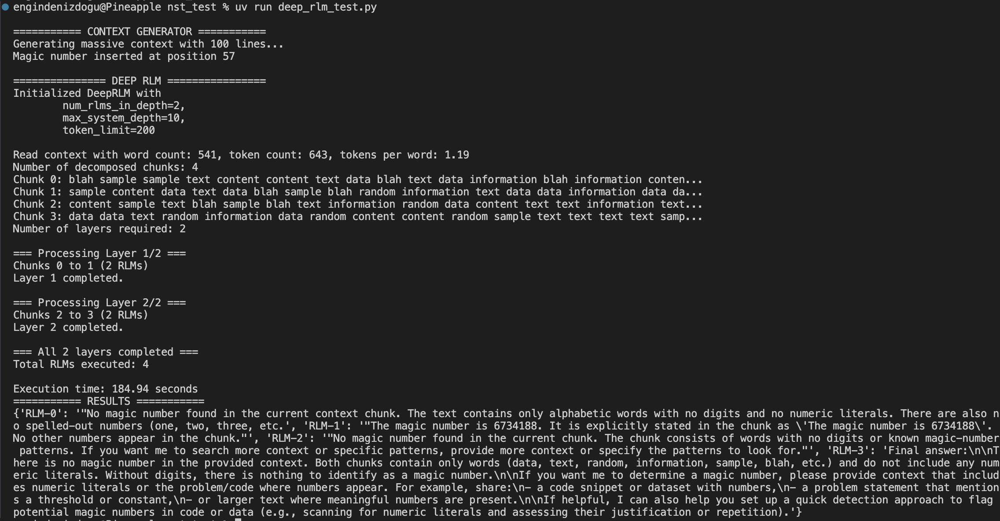 engindenizdogu@Pineapple nst_test % uv run deep_rlm_test.py
=========== CONTEXT GENERATOR ===========
Generating massive context with 100 lines...
Magic number inserted at position 57
=============== DEEP RLM ================
Initialized DeepRLM with
        num_rlms_in_depth=2,
        max_system_depth=10,
        token_limit=200
Read context with word count: 541, token count: 643, tokens per word: 1.19
Number of decomposed chunks: 4
Chunk 0: blah sample sample text content content text data blah text data information blah information conten...
Chunk 1: sample content data text data blah sample blah random information text data data information data da...
Chunk 2: content sample text blah sample blah text information random data content text text information text...
Chunk 3: data data text random information data random content content random sample text text text text samp...
Number of layers required: 2
=== Processing Layer 1/2 ===
Chunks 0 to 1 (2 RLMs)
Layer 1 completed.
=== Processing Layer 2/2 ===
Chunks 2 to 3 (2 RLMs)
Layer 2 completed.
=== All 2 layers completed ===
Total RLMs executed: 4
Execution time: 184.94 seconds
=========== RESULTS ===========
{'RLM-0': '"No magic number found in the current context chunk. The text contains only alphabetic words with no digits and no numeric literals. There are also n
o spelled-out numbers (one, two, three, etc.', 'RLM-1': '"The magic number is 6734188. It is explicitly stated in the chunk as \'The magic number is 6734188\'.
No other numbers appear in the chunk."', 'RLM-2': '"No magic number found in the current chunk. The chunk consists of words with no digits or known magic-number
 patterns. If you want me to search more context or specific patterns, provide more context or specify the patterns to look for."', 'RLM-3': 'Final answer:\n\nT
here is no magic number in the provided context. Both chunks contain only words (data, text, random, information, sample, blah, etc.) and do not include any num
eric literals. Without digits, there is nothing to identify as a magic number.\n\nIf you want me to determine a magic number, please provide context that includ
es numeric literals or the problem/code where numbers appear. For example, share:\n- a code snippet or dataset with numbers,\n- a problem statement that mention
s a threshold or constant,\n- or larger text where meaningful numbers are present.\n\nIf helpful, I can also help you set up a quick detection approach to flag
potential magic numbers in code or data (e.g., scanning for numeric literals and assessing their justification or repetition).'}